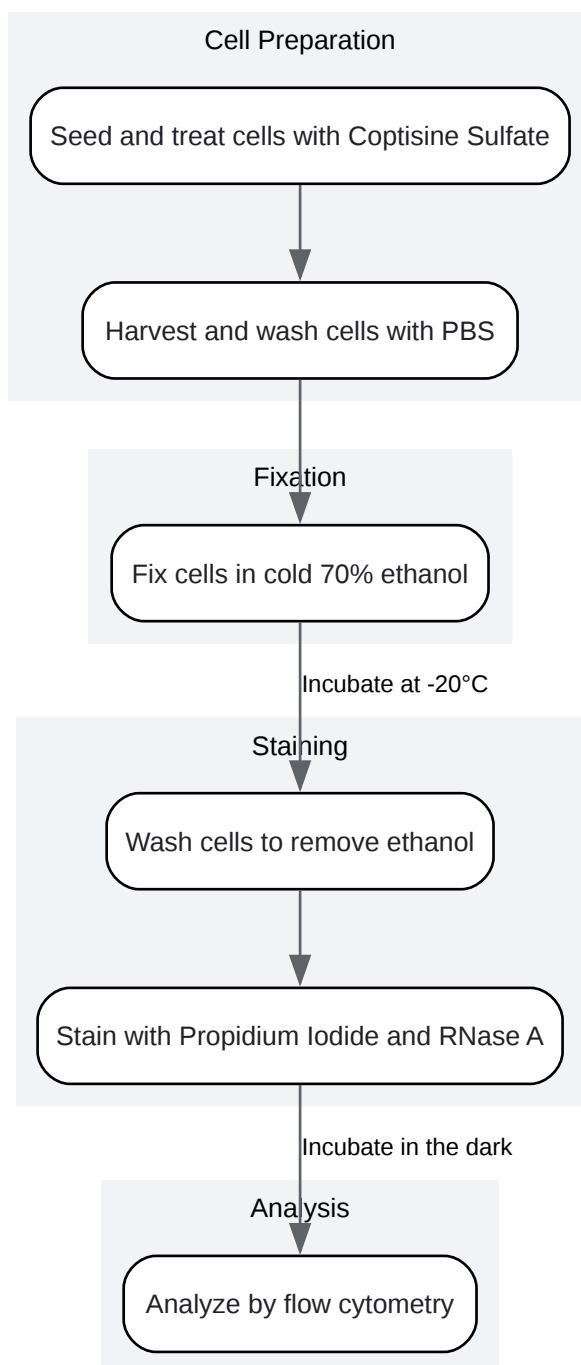 Cell Preparation
Seed and treat cells with Coptisine Sulfate
Harvest and wash cells with PBS
Fixation
Fix cells in cold 70% ethanol
Incubate at -20°C
Staining
Wash cells to remove ethanol
Stain with Propidium Iodide and RNase A
Incubate in the dark
Analysis
Analyze by flow cytometry